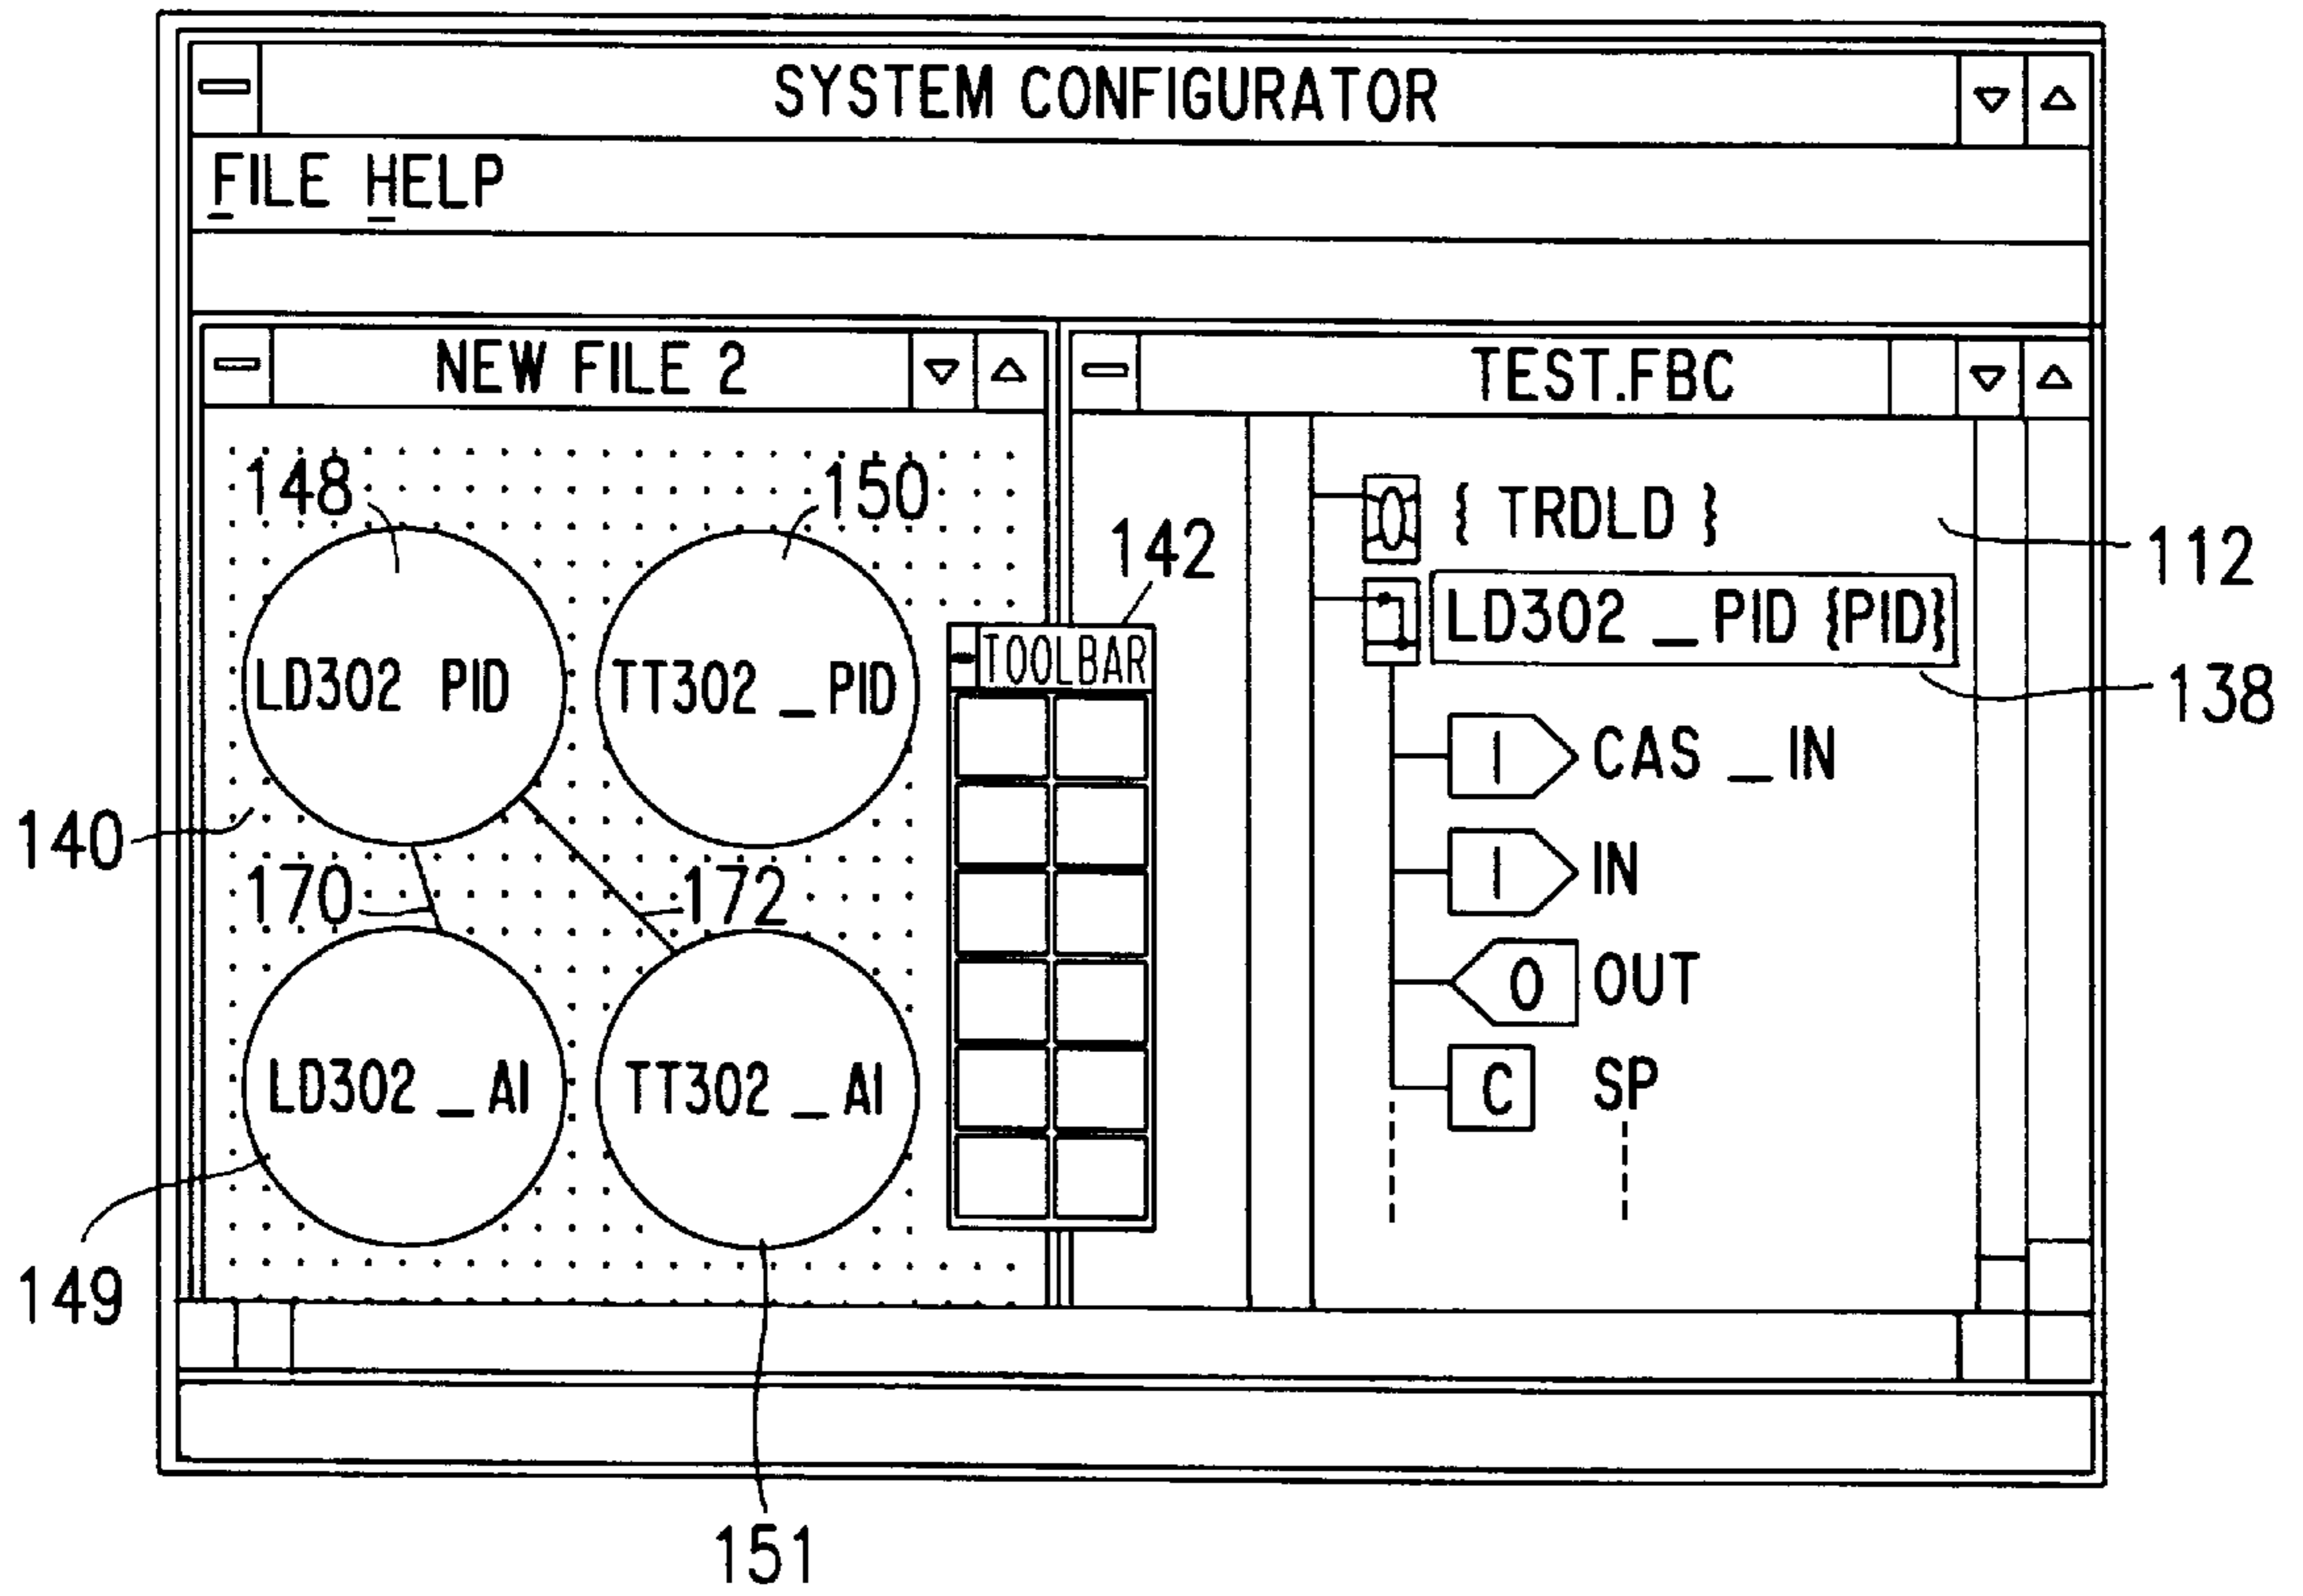 SYSTEM CONFIGURATOR
FILE HELP
NEW FILE 2
TEST.FBC
148
150
142
{ TRDLD }
112
LD302 _ PID {PID}
138
TOOLBAR
LD302 PID
TT302 _ PID
I CAS _ IN
140
170
172
I IN
O OUT
C SP
LD302 _ AI
TT302 _ AI
149
151